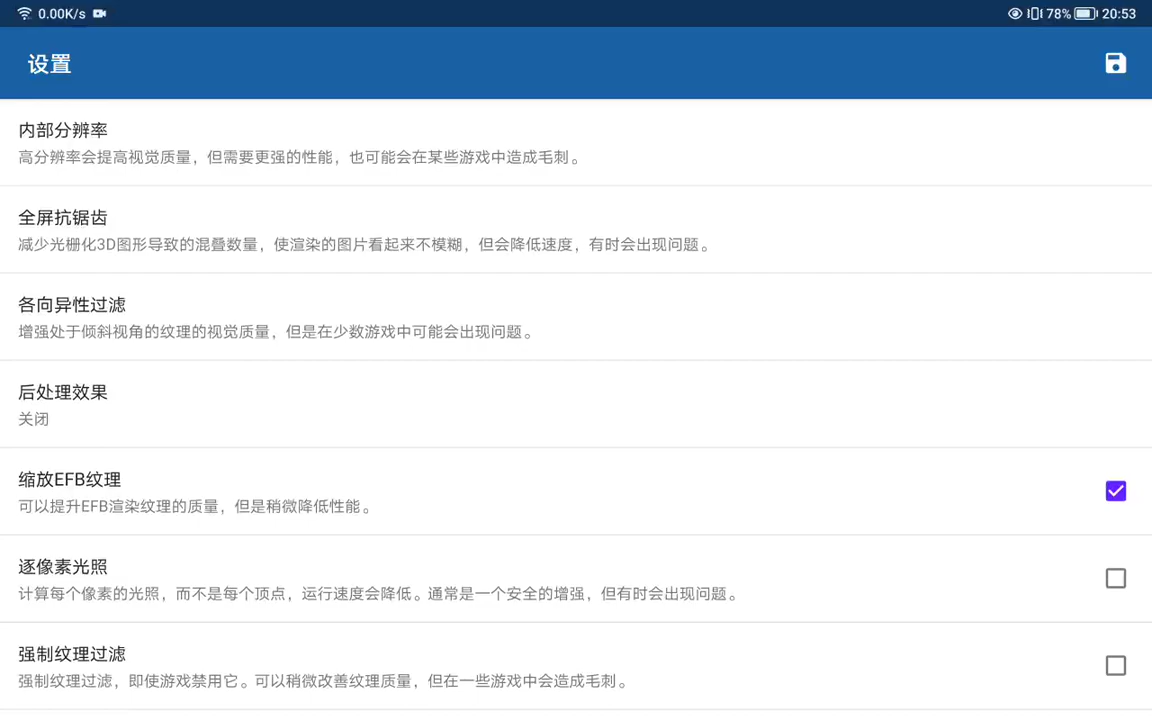 0.00K/s 78% 20:53
设置
内部分辨率
高分辨率会提高视觉质量，但需要更强的性能，也可能会在某些游戏中造成毛刺。
全屏抗锯齿
减少光栅化3D图形导致的混叠数量，使渲染的图片看起来不模糊，但会降低速度，有时会出现问题。
各向异性过滤
增强处于倾斜视角的纹理的视觉质量，但是在少数游戏中可能会出现问题。
后处理效果
关闭
缩放EFB纹理
可以提升EFB渲染纹理的质量，但是稍微降低性能。
逐像素光照
计算每个像素的光照，而不是每个顶点，运行速度会降低。通常是一个安全的增强，但有时会出现问题。
强制纹理过滤
强制纹理过滤，即使游戏禁用它。可以稍微改善纹理质量，但在一些游戏中会造成毛刺。